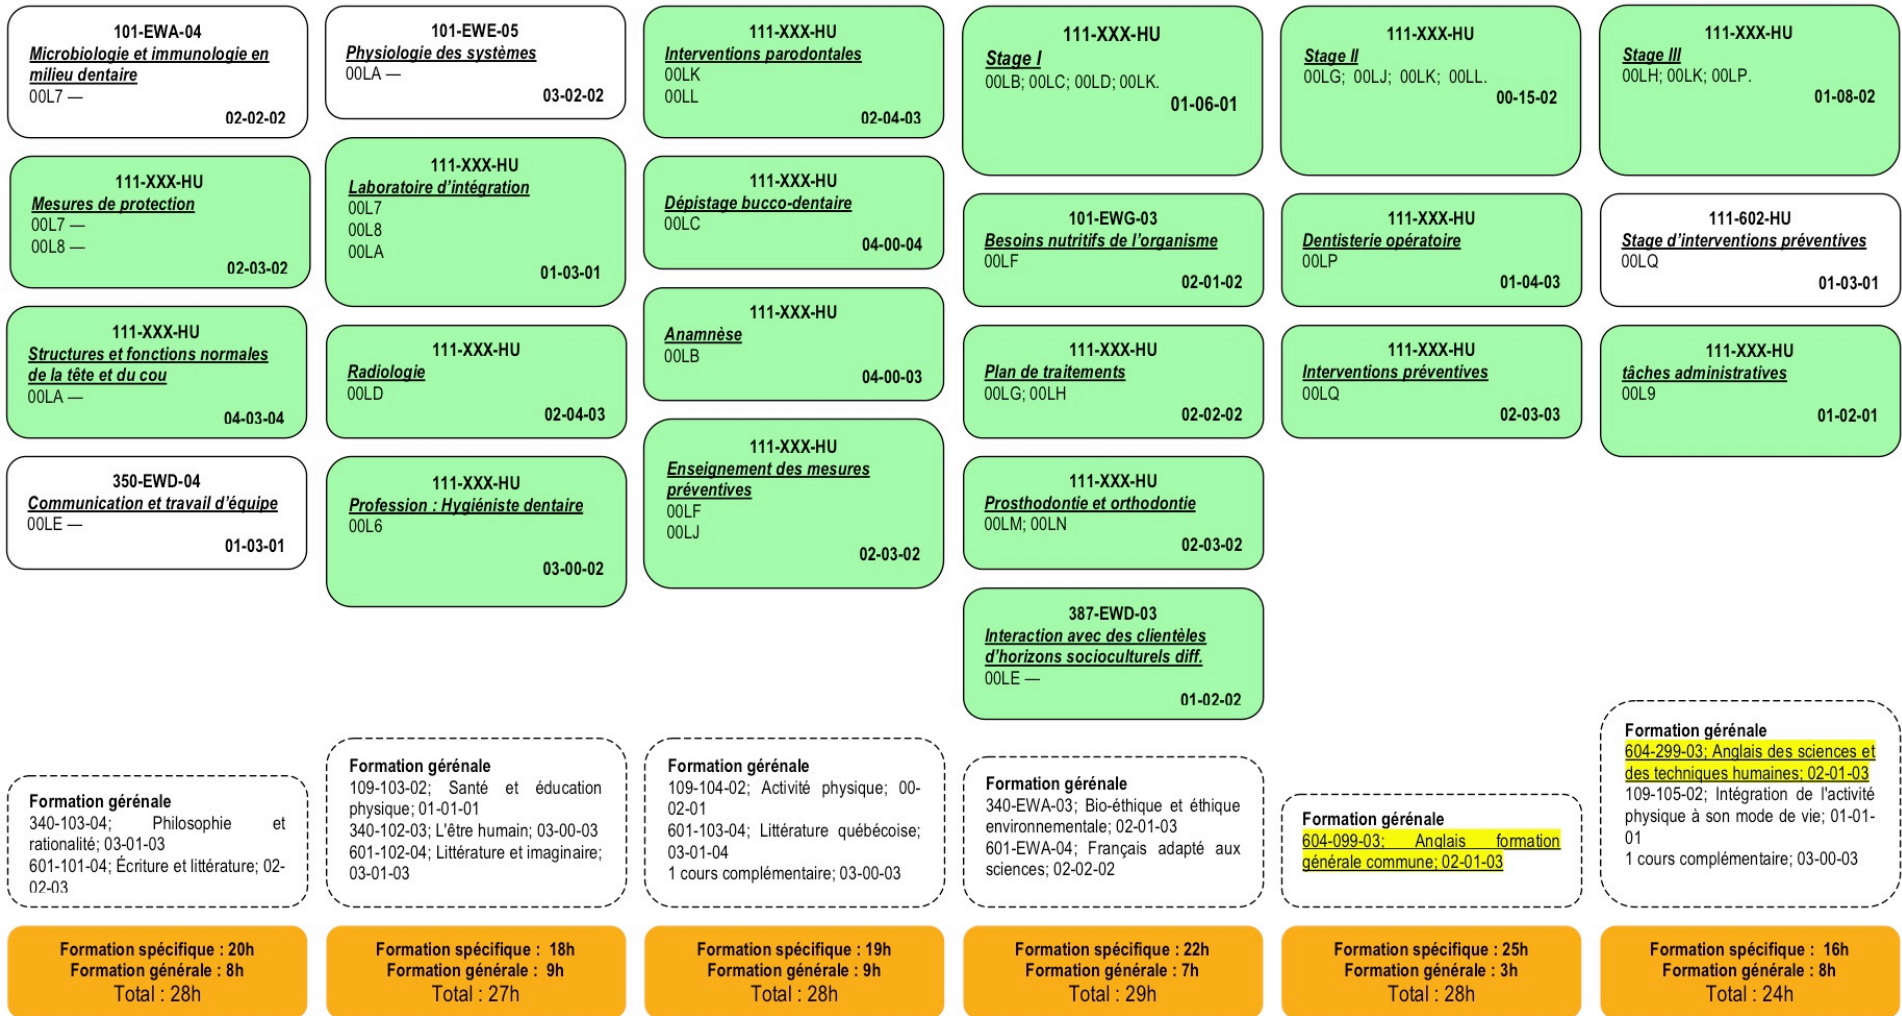 101-EWA-04
Microbiologie et immunologie en
milieu dentaire
00L7 —
02-02-02
111-XXX-HU
Mesures de protection
00L7 —
00L8 —
02-03-02
111-XXX-HU
Structures et fonctions normales
de la tête et du cou
00LA —
04-03-04
350-EWD-04
Communication et travail d'équipe
00LE —
01-03-01
Formation gérénale
340-103-04; Philosophie et
rationalité; 03-01-03
601-101-04; Écriture et littérature; 02-
02-03
Formation spécifique : 20h
Formation générale : 8h
Total : 28h
101-EWE-05
Physiologie des systèmes
00LA —
03-02-02
111-XXX-HU
Laboratoire d'intégration
00L7
00L8
00LA
01-03-01
111-XXX-HU
Radiologie
00LD
02-04-03
111-XXX-HU
Profession : Hygiéniste dentaire
00L6
03-00-02
Formation gérénale
109-103-02; Santé et éducation
physique; 01-01-01
340-102-03; L'être humain; 03-00-03
601-102-04; Littérature et imaginaire;
03-01-03
Formation spécifique : 18h
Formation générale : 9h
Total : 27h
111-XXX-HU
Interventions parodontales
00LK
00LL
02-04-03
111-XXX-HU
Dépistage bucco-dentaire
00LC
04-00-04
111-XXX-HU
Anamnèse
00LB
04-00-03
111-XXX-HU
Enseignement des mesures
préventives
00LF
00LJ
02-03-02
Formation gérénale
109-104-02; Activité physique; 00-
02-01
601-103-04; Littérature québécoise;
03-01-04
1 cours complémentaire; 03-00-03
Formation spécifique : 19h
Formation générale : 9h
Total : 28h
111-XXX-HU
Stage I
00LB; 00LC; 00LD; 00LK.
01-06-01
101-EWG-03
Besoins nutritifs de l'organisme
00LF
02-01-02
111-XXX-HU
Plan de traitements
00LG; 00LH
02-02-02
111-XXX-HU
Prosthodontie et orthodontie
00LM; 00LN
02-03-02
387-EWD-03
Interaction avec des clientèles
d'horizons socioculturels diff.
00LE —
01-02-02
Formation gérénale
340-EWA-03; Bio-éthique et éthique
environnementale; 02-01-03
601-EWA-04; Français adapté aux
sciences; 02-02-02
Formation spécifique : 22h
Formation générale : 7h
Total : 29h
111-XXX-HU
Stage II
00LG; 00LJ; 00LK; 00LL.
00-15-02
111-XXX-HU
Dentisterie opératoire
00LP
01-04-03
111-XXX-HU
Interventions préventives
00LQ
02-03-03
Formation gérénale
604-099-03; Anglais formation
générale commune; 02-01-03
Formation spécifique : 25h
Formation générale : 3h
Total : 28h
111-XXX-HU
Stage III
00LH; 00LK; 00LP.
01-08-02
111-602-HU
Stage d'interventions préventives
00LQ
01-03-01
111-XXX-HU
tâches administratives
00L9
01-02-01
Formation gérénale
604-299-03; Anglais des sciences et
des techniques humaines; 02-01-03
109-105-02; Intégration de l'activité
physique à son mode de vie; 01-01-
01
1 cours complémentaire; 03-00-03
Formation spécifique : 16h
Formation générale : 8h
Total : 24h